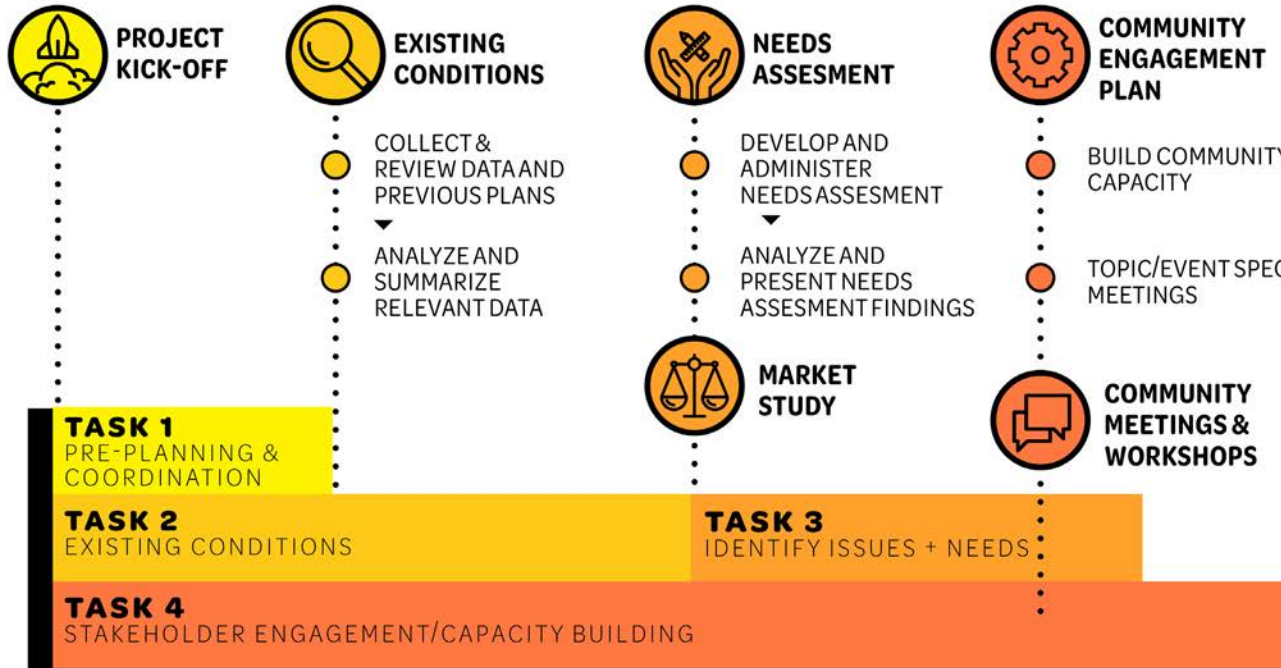 PROJECT
KICK-OFF
EXISTING
CONDITIONS
COLLECT &
REVIEW DATA AND
PREVIOUS PLANS
ANALYZE AND
SUMMARIZE
RELEVANT DATA
NEEDS
ASSESMENT
DEVELOP AND
ADMINISTER
NEEDS ASSESMENT
ANALYZE AND
PRESENT NEEDS
ASSESMENT FINDINGS
MARKET
STUDY
COMMUNITY
ENGAGEMENT
PLAN
BUILD COMMUNITY
CAPACITY
TOPIC/EVENT
MEETINGS
COMMUNITY
MEETINGS &
WORKSHOPS
TASK 1
PRE-PLANNING &
COORDINATION
TASK 2
EXISTING CONDITIONS
TASK 3
IDENTIFY ISSUES + NEEDS
TASK 4
STAKEHOLDER ENGAGEMENT/CAPACITY BUILDING